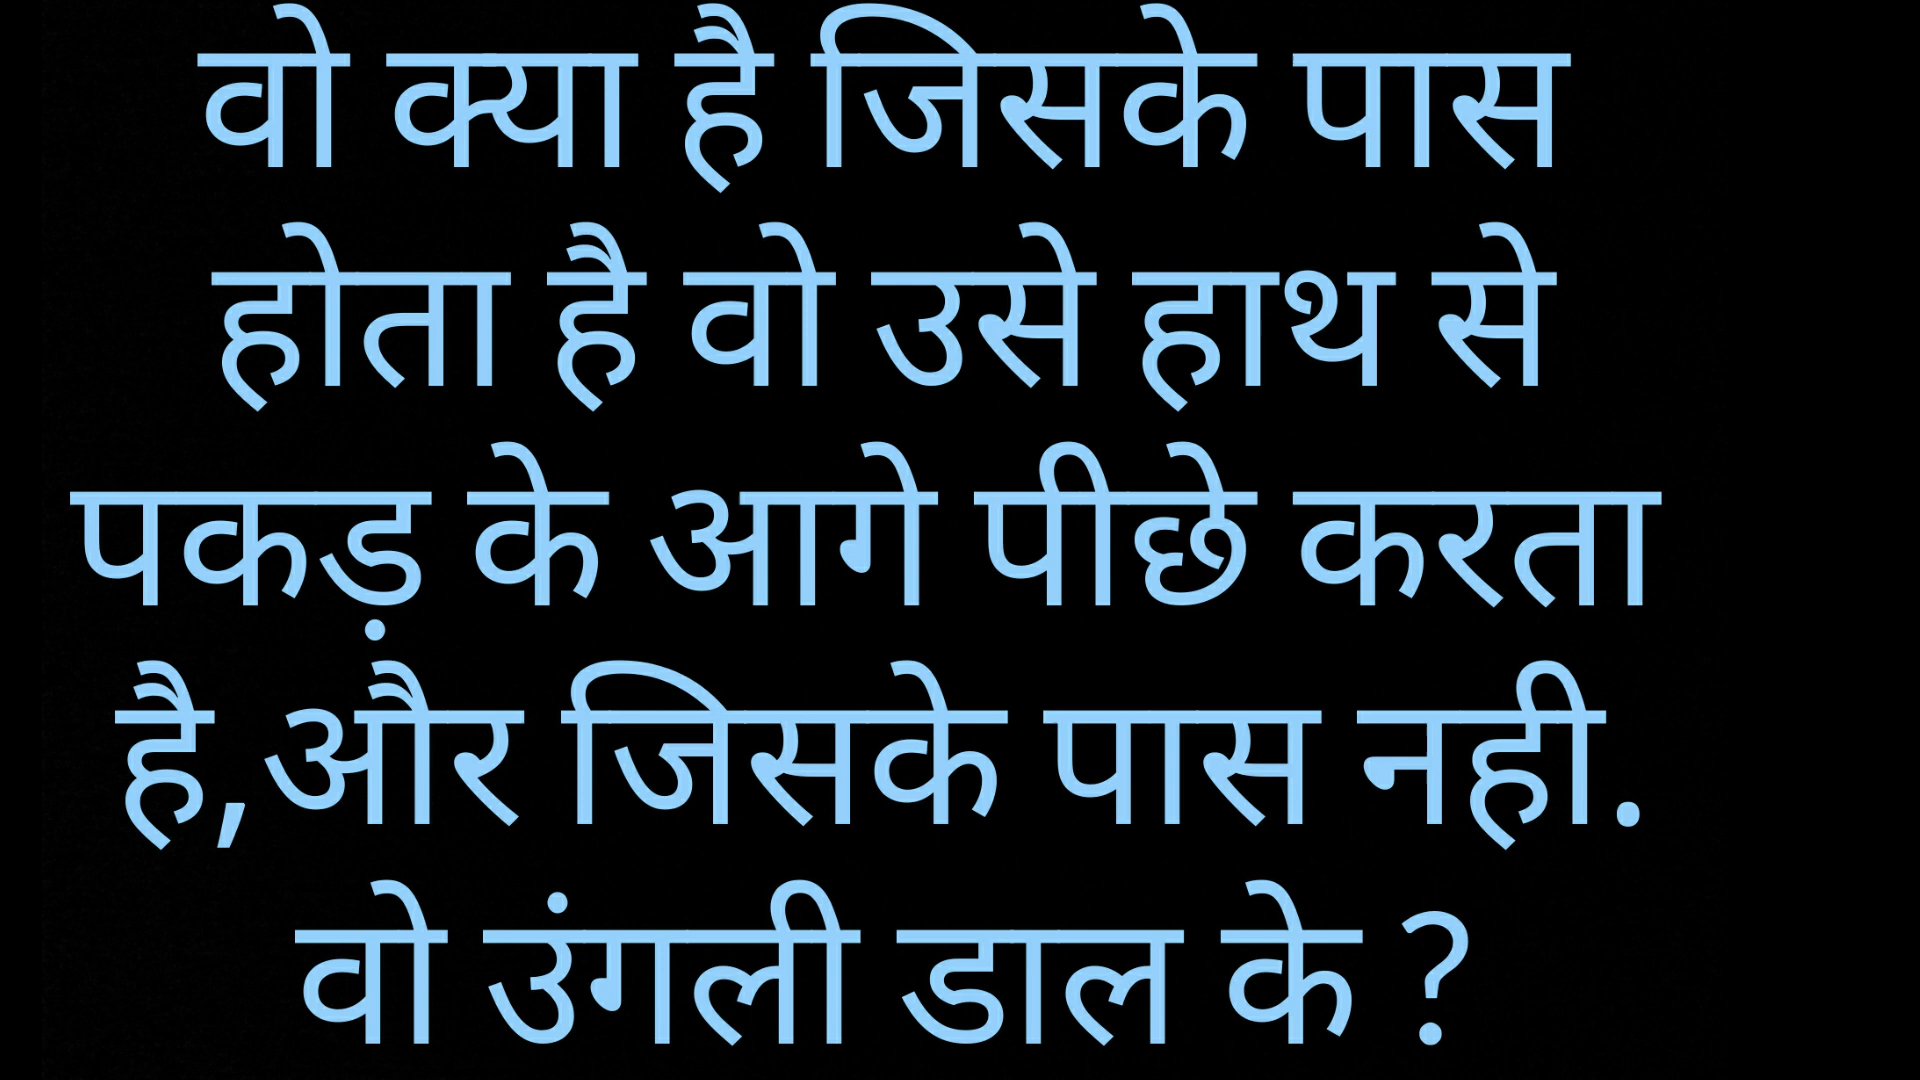 वो क्या है जिसके पास
होता है वो उसे हाथ से
पकड़ के आगे पीछे करता
है,और जिसके पास नही.
वो उंगली डाल के ?